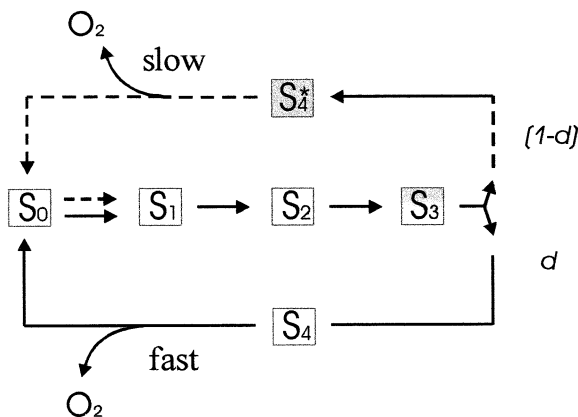 O₂
slow
S₄*
(1-d)
S₀ S₁ S₂ S₃
d
S₄
fast
O₂